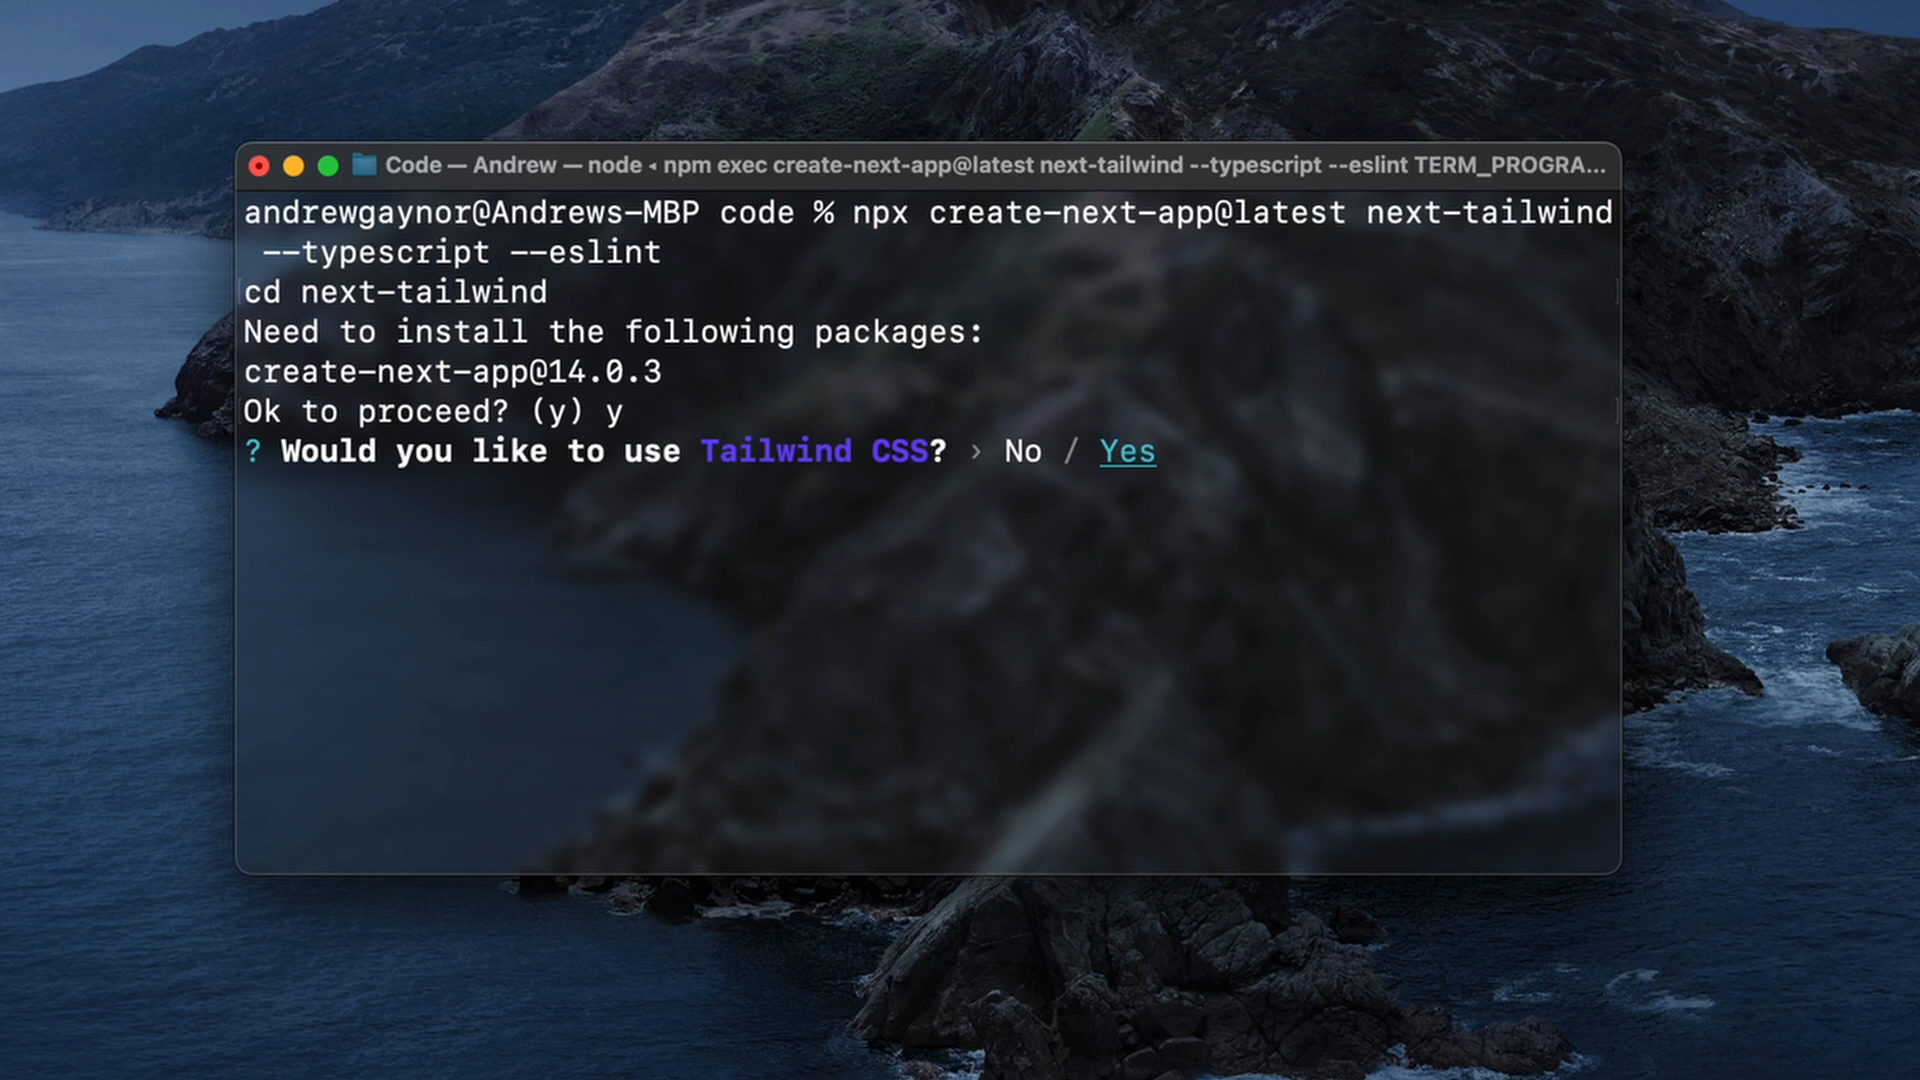 Code — Andrew — node ◂ npm exec create-next-app@latest next-tailwind --typescript --eslint TERM_PROGRA...
andrewgaynor@Andrews-MBP code % npx create-next-app@latest next-tailwind
--typescript --eslint
cd next-tailwind
Need to install the following packages:
create-next-app@14.0.3
Ok to proceed? (y) y
? Would you like to use Tailwind CSS? › No / Yes